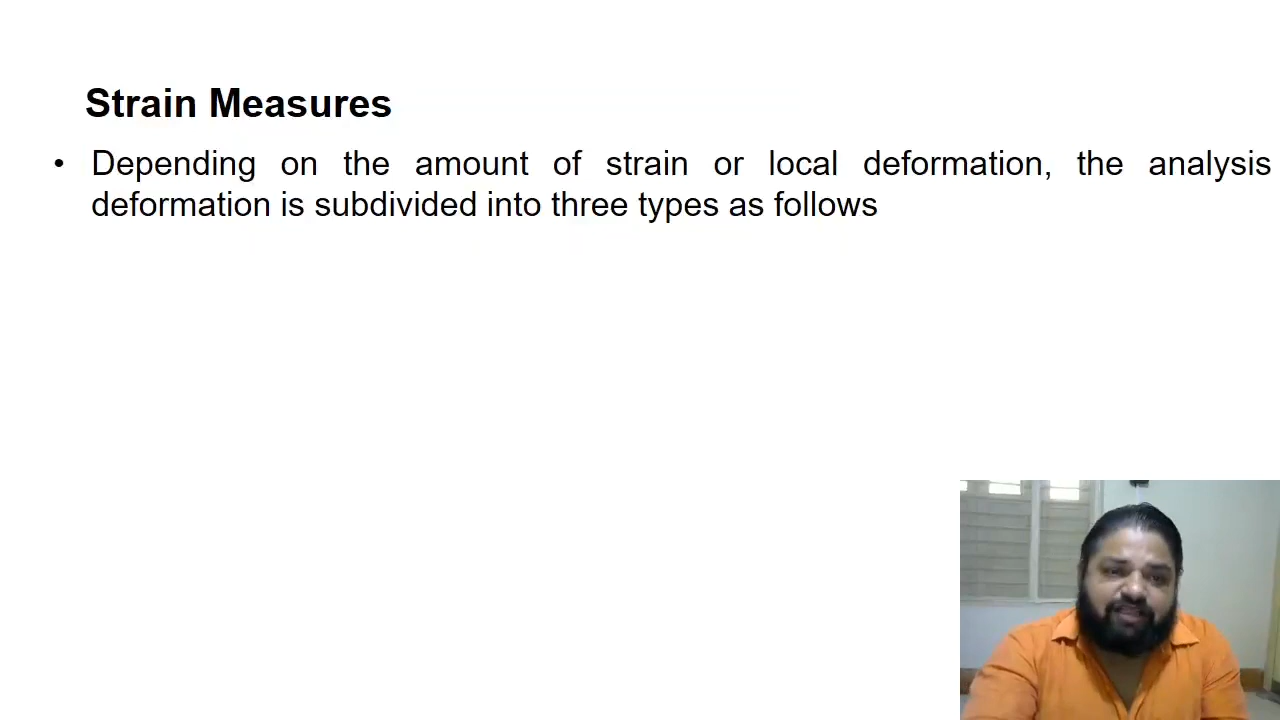 Strain Measures
• Depending on the amount of strain or local deformation, the analysis
deformation is subdivided into three types as follows